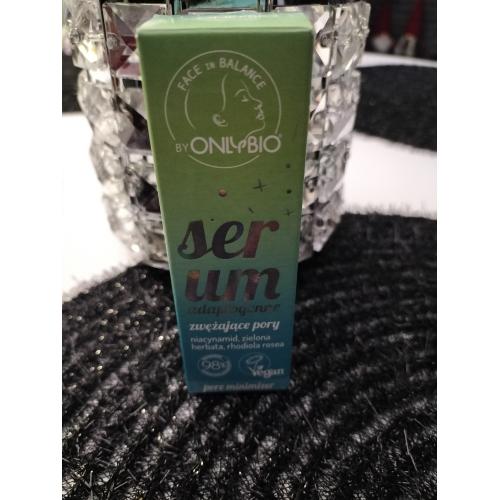 FACE IN BALANCE
BY ONLYBIO®
ser
um
adaptogenne
zwężające pory
niacynamid, zielona
herbata, rhodiola rosea
98%
vegan
pore minimizer